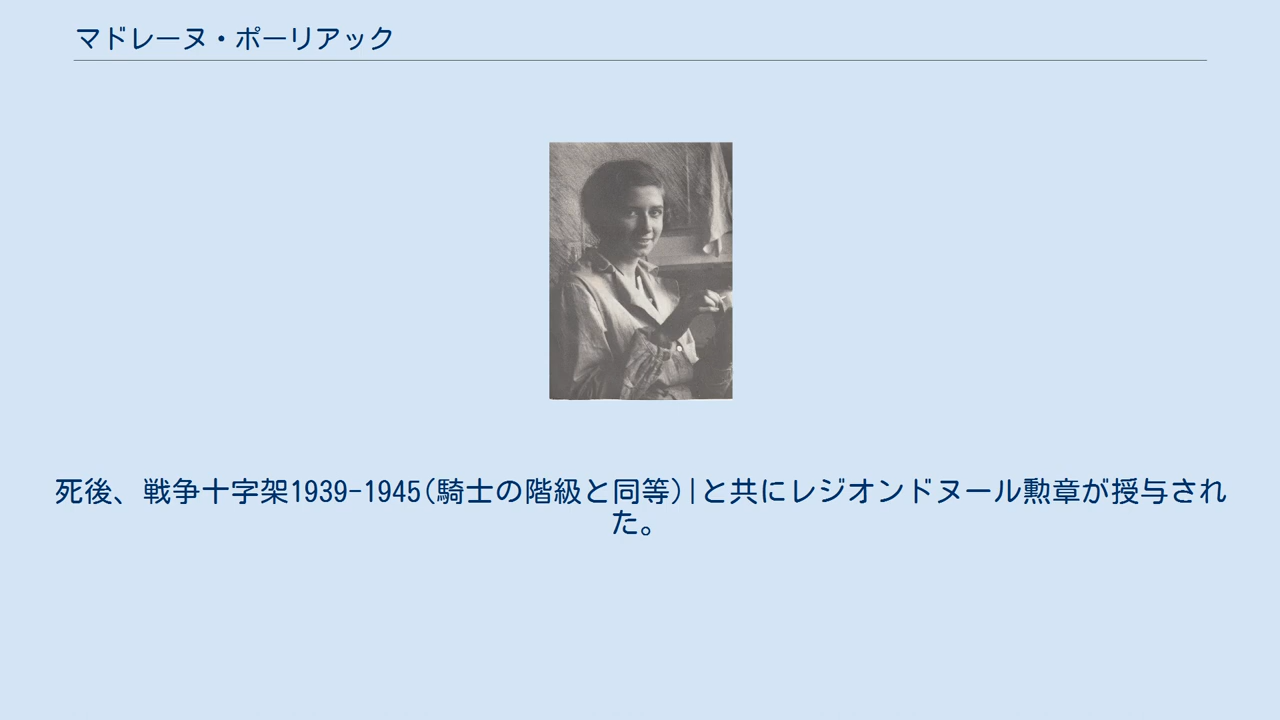 マドレーヌ・ポーリアック
死後、戦争十字架1939-1945(騎士の階級と同等)|と共にレジオンドヌール勲章が授与され
た。